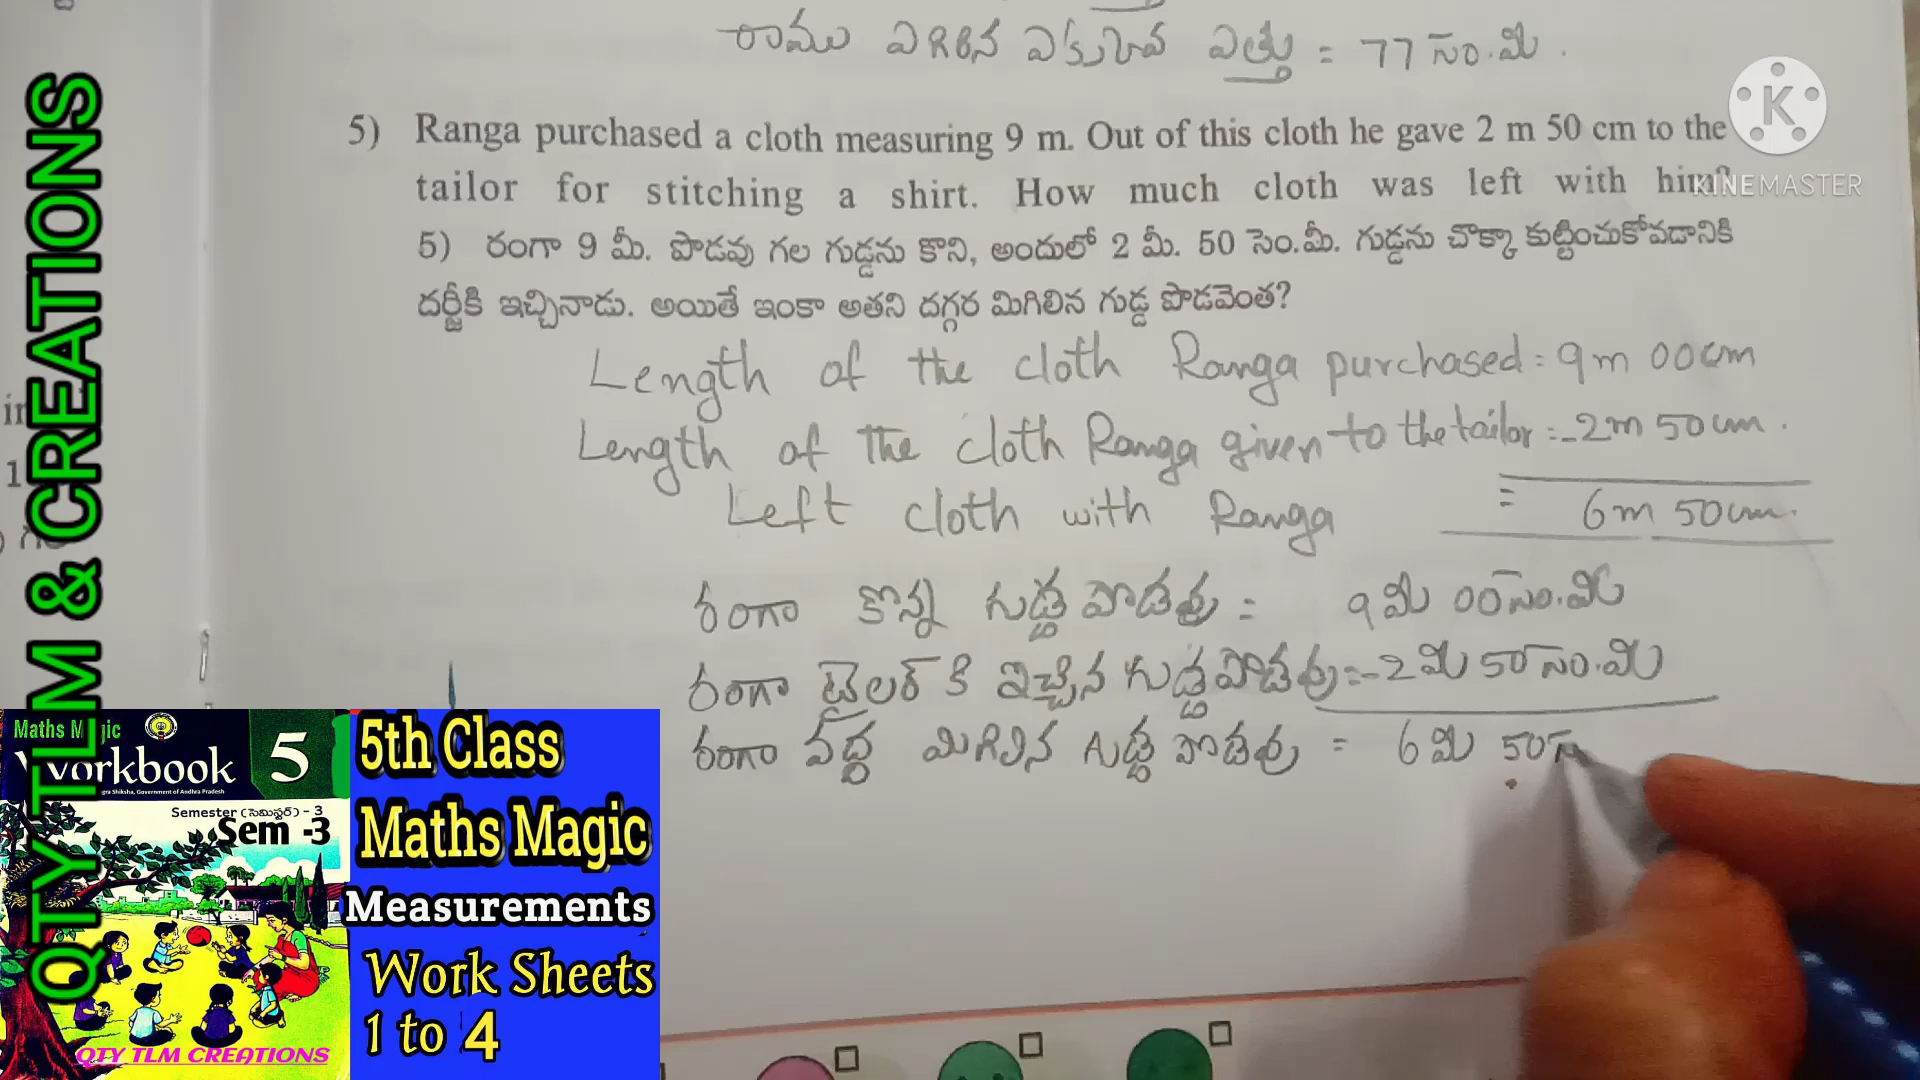 రాము ఎగిరిన ఎక్కువ ఎత్తు = 77 సెం.మీ.
5) Ranga purchased a cloth measuring 9 m. Out of this cloth he gave 2 m 50 cm to the
tailor for stitching a shirt. How much cloth was left with him?
5) రంగా 9 మీ. పొడవు గల గుడ్డను కొని, అందులో 2 మీ. 50 సెం.మీ. గుడ్డను చొక్కా కుట్టించుకోవడానికి
దర్జీకి ఇచ్చినాడు. అయితే ఇంకా అతని దగ్గర మిగిలిన గుడ్డ పొడవెంత?
Length of the cloth Ranga purchased = 9m 00cm
Length of the cloth Ranga given to the tailor = -2m 50cm.
Left cloth with Ranga = 6m 50cm.
రంగా కొన్న గుడ్డ పొడవు = 9 మీ 00 సెం.మీ
రంగా టైలర్ కి ఇచ్చిన గుడ్డ పొడవు = -2 మీ 50 సెం.మీ
రంగా వద్ద మిగిలిన గుడ్డ పొడవు = 6 మీ 50
K
KINEMASTER
QTY TLM & CREATIONS
Maths Magic
Workbook 5
Semester (సెమిస్టర్) - 3
Sem -3
QTY TLM CREATIONS
5th Class
Maths Magic
Measurements
Work Sheets
1 to 4